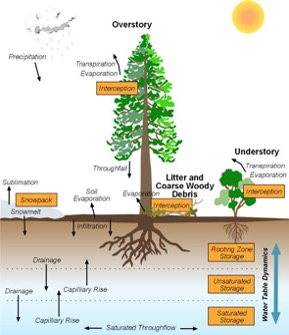 Overstory
Precipitation
Transpiration
Evaporation
Interception
Throughfall
Litter and
Coarse Woody
Debris
Understory
Transpiration
Evaporation
Interception
Sublimation
Soil
Evaporation
Evaporation
Snowpack
Interception
Snowmelt
Infiltration
Rooting Zone
Storage
Drainage
Unsaturated
Storage
Capillary Rise
Drainage
Saturated
Storage
Capillary Rise
Saturated Throughflow
Water Table Dynamics